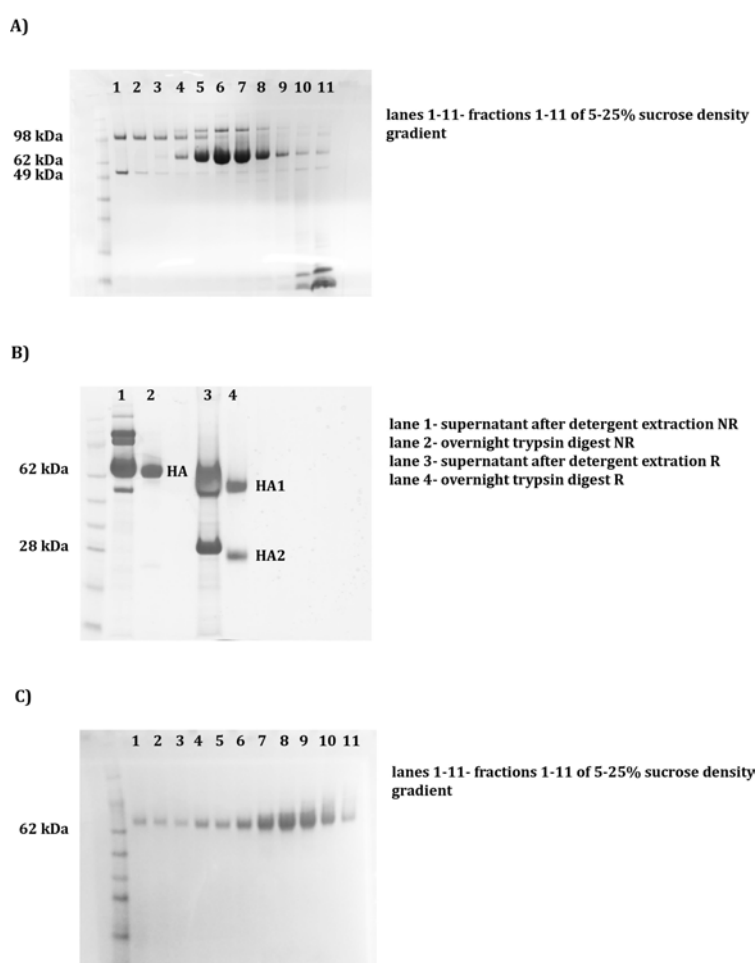 A)
1 2 3 4 5 6 7 8 9 10 11
98 kDa
62 kDa
49 kDa
lanes 1-11- fractions 1-11 of 5-25% sucrose density
gradient
B)
1 2 3 4
62 kDa
28 kDa
HA
HA1
HA2
lane 1- supernatant after detergent extraction NR
lane 2- overnight trypsin digest NR
lane 3- supernatant after detergent extration R
lane 4- overnight trypsin digest R
C)
1 2 3 4 5 6 7 8 9 10 11
62 kDa
lanes 1-11- fractions 1-11 of 5-25% sucrose density
gradient